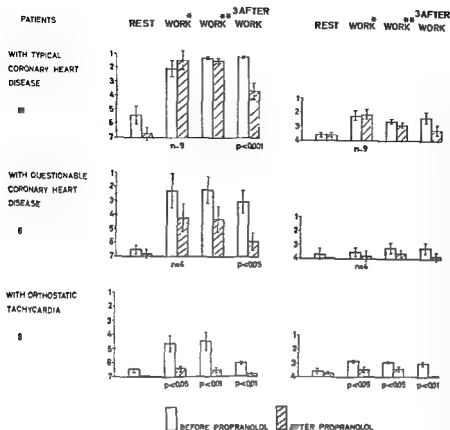 PATIENTS REST WORK* WORK** 3AFTER WORK REST WORK* WORK** 3AFTER WORK
WITH TYPICAL
CORONARY HEART
DISEASE
1 2 3 4 5 6 7
1 2 3 4
n=9 p<0.001 n=9
WITH QUESTIONABLE
CORONARY HEART
DISEASE
6
1 2 3 4 5 6 7
1 2 3 4
n=4 p<0.05 n=4
WITH ORTHOSTATIC
TACHYCARDIA
8
1 2 3 4 5 6 7
1 2 3 4
p<0.05 p<0.01 p<0.01 p<0.05 p<0.05 p<0.01
BEFORE PROPRANOLOL AFTER PROPRANOLOL